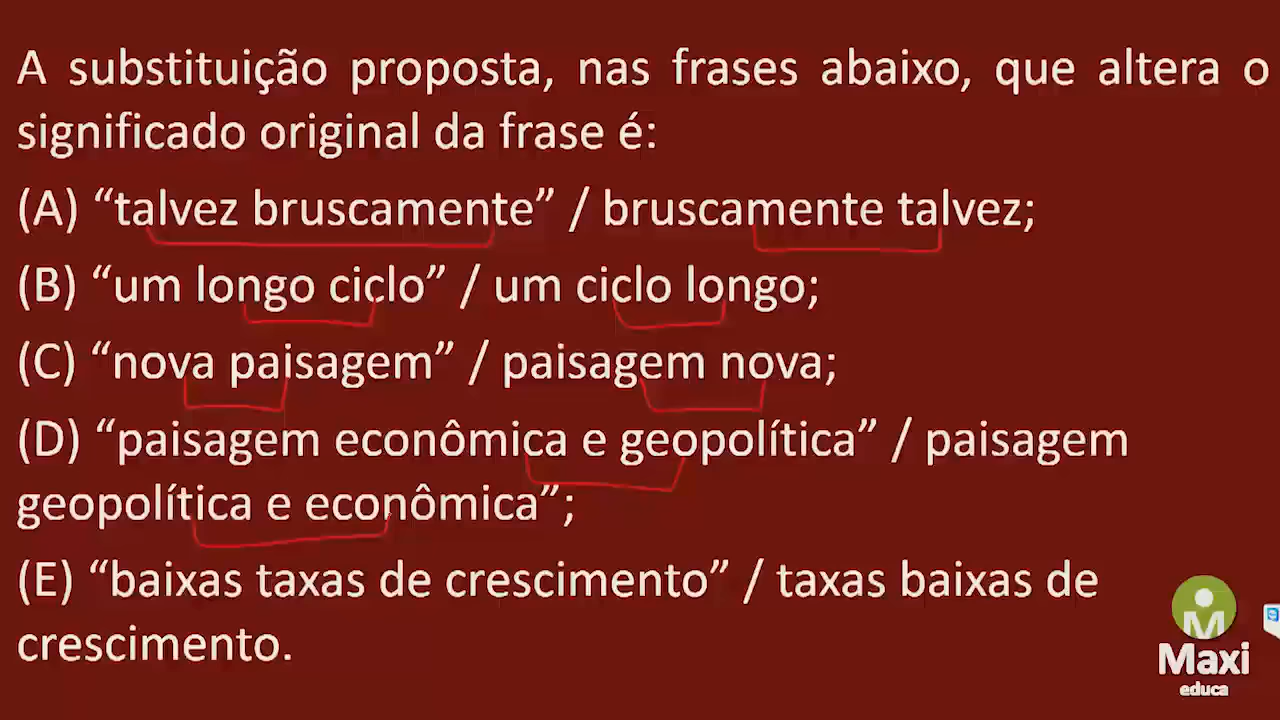 A substituição proposta, nas frases abaixo, que altera o
significado original da frase é:
(A) “talvez bruscamente” / bruscamente talvez;
(B) “um longo ciclo” / um ciclo longo;
(C) “nova paisagem” / paisagem nova;
(D) “paisagem econômica e geopolítica” / paisagem
geopolítica e econômica”;
(E) “baixas taxas de crescimento” / taxas baixas de
crescimento.
M
Maxi
educa